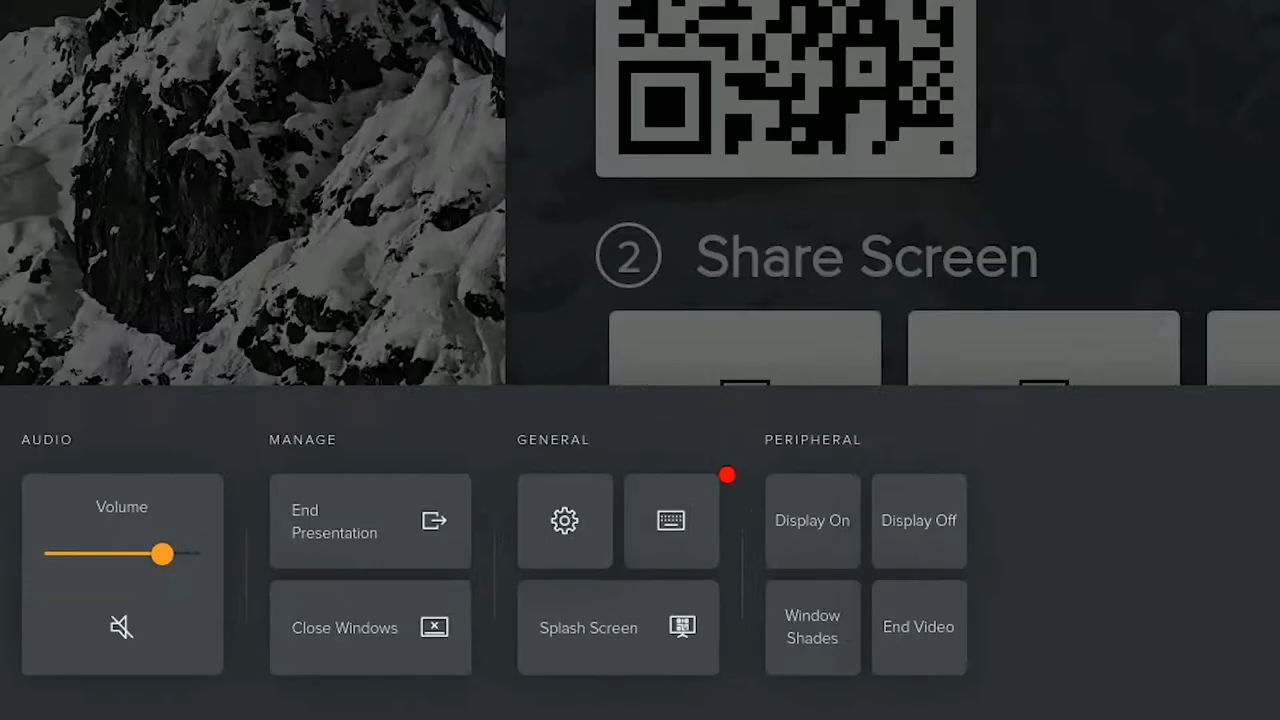 2 Share Screen
AUDIO
MANAGE
GENERAL
PERIPHERAL
Volume
End
Presentation
Display On
Display Off
Close Windows
Splash Screen
Window
Shades
End Video